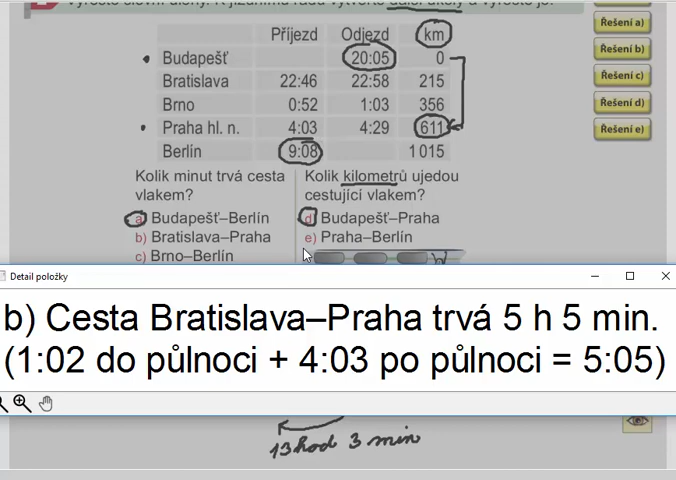 Příjezd Odjezd km
Budapešť 20:05 0
Bratislava 22:46 22:58 215
Brno 0:52 1:03 356
Praha hl. n. 4:03 4:29 611
Berlín 9:08 1 015
Kolik minut trvá cesta
vlakem?
a) Budapešť–Berlín
b) Bratislava–Praha
c) Brno–Berlín
Kolik kilometrů ujedou
cestující vlakem?
d) Budapešť–Praha
e) Praha–Berlín
Řešení a)
Řešení b)
Řešení c)
Řešení d)
Řešení e)
Detail položky
b) Cesta Bratislava–Praha trvá 5 h 5 min.
(1:02 do půlnoci + 4:03 po půlnoci = 5:05)
13hod 3 min